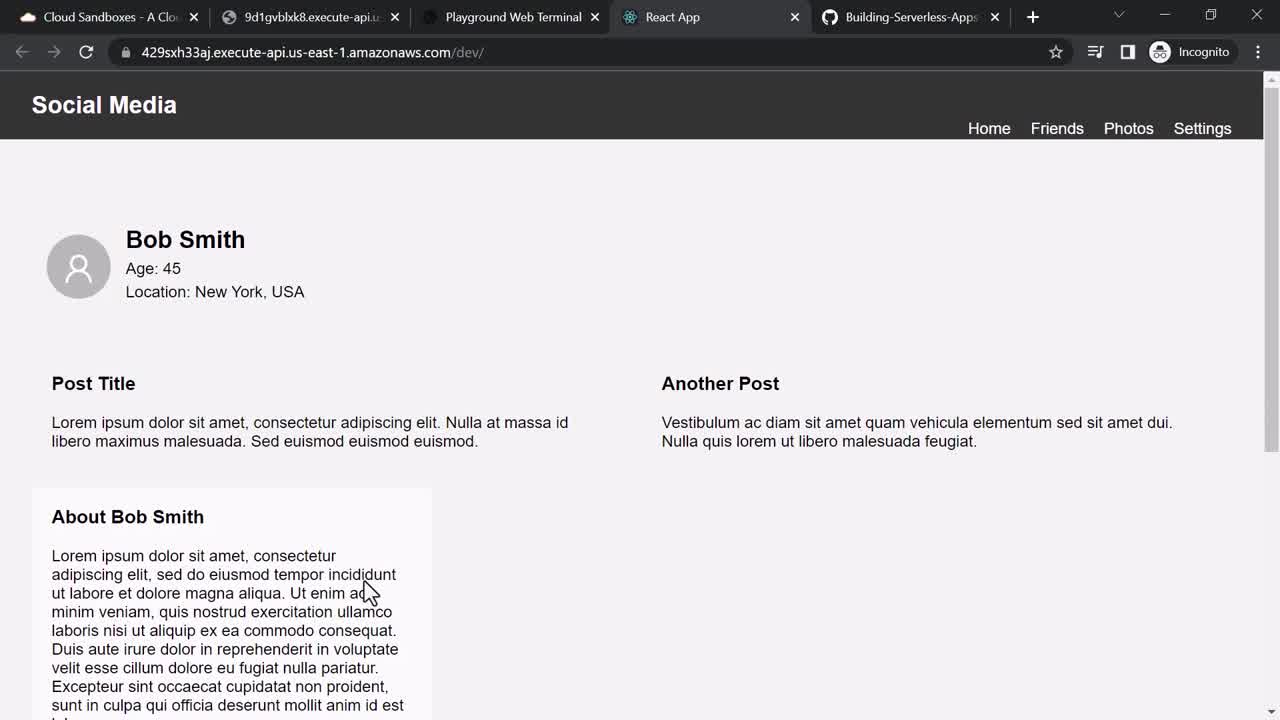 Cloud Sandboxes - A Clo
9d1gvblxk8.execute-api.u
Playground Web Terminal
React App
Building-Serverless-Apps
429sxh33aj.execute-api.us-east-1.amazonaws.com/dev/
Incognito
Social Media
Home Friends Photos Settings
Bob Smith
Age: 45
Location: New York, USA
Post Title
Lorem ipsum dolor sit amet, consectetur adipiscing elit. Nulla at massa id
libero maximus malesuada. Sed euismod euismod euismod.
Another Post
Vestibulum ac diam sit amet quam vehicula elementum sed sit amet dui.
Nulla quis lorem ut libero malesuada feugiat.
About Bob Smith
Lorem ipsum dolor sit amet, consectetur
adipiscing elit, sed do eiusmod tempor incididunt
ut labore et dolore magna aliqua. Ut enim ad
minim veniam, quis nostrud exercitation ullamco
laboris nisi ut aliquip ex ea commodo consequat.
Duis aute irure dolor in reprehenderit in voluptate
velit esse cillum dolore eu fugiat nulla pariatur.
Excepteur sint occaecat cupidatat non proident,
sunt in culpa qui officia deserunt mollit anim id est